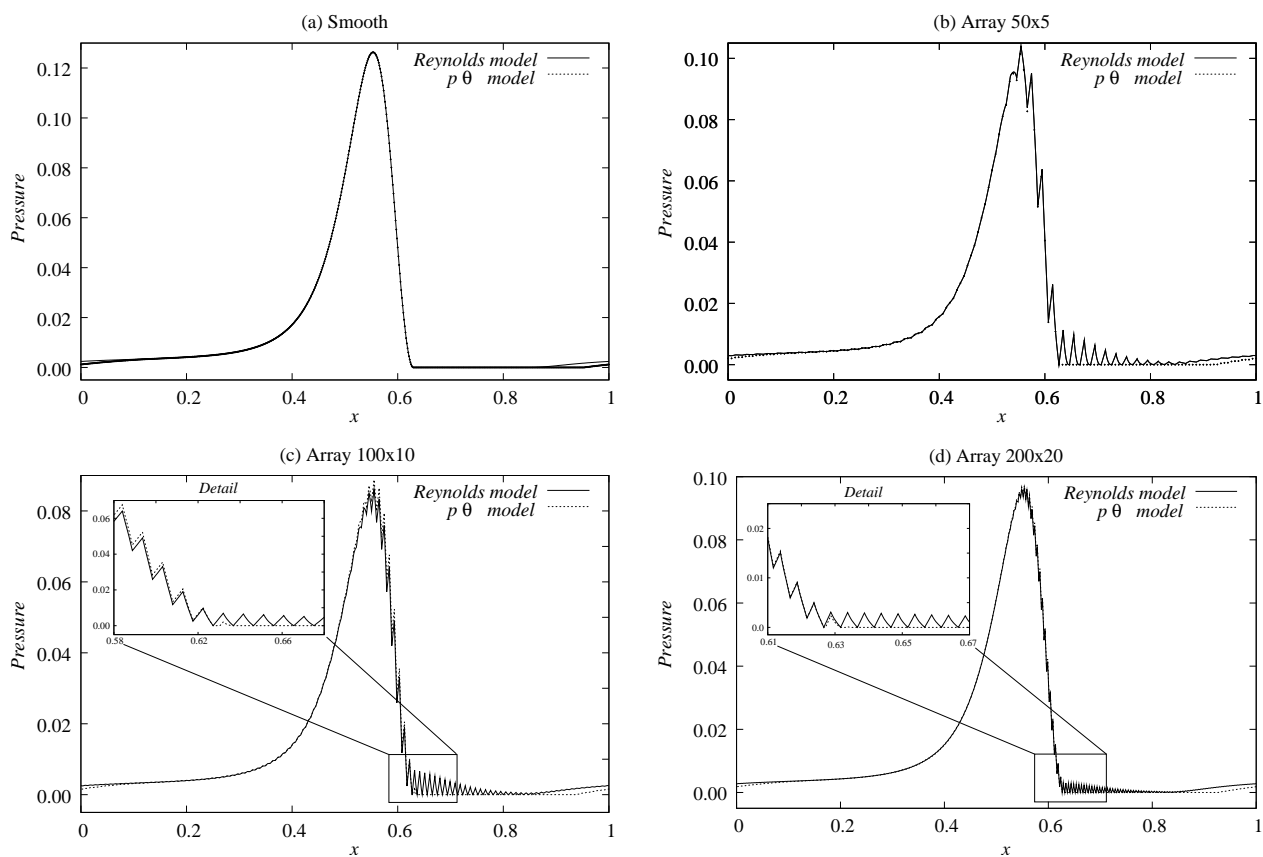 (a) Smooth
Pressure
0.12
0.10
0.08
0.06
0.04
0.02
0.00
Reynolds model
p θ model
0 0.2 0.4 0.6 0.8 1
x
(b) Array 50x5
Pressure
0.10
0.08
0.06
0.04
0.02
0.00
Reynolds model
p θ model
0 0.2 0.4 0.6 0.8 1
x
(c) Array 100x10
Pressure
0.08
0.06
0.04
0.02
0.00
Reynolds model
p θ model
Detail
0.06
0.04
0.02
0.00
0.58 0.62 0.66
0 0.2 0.4 0.6 0.8 1
x
(d) Array 200x20
Pressure
0.10
0.08
0.06
0.04
0.02
0.00
Reynolds model
p θ model
Detail
0.02
0.01
0.00
0.61 0.63 0.65 0.67
0 0.2 0.4 0.6 0.8 1
x